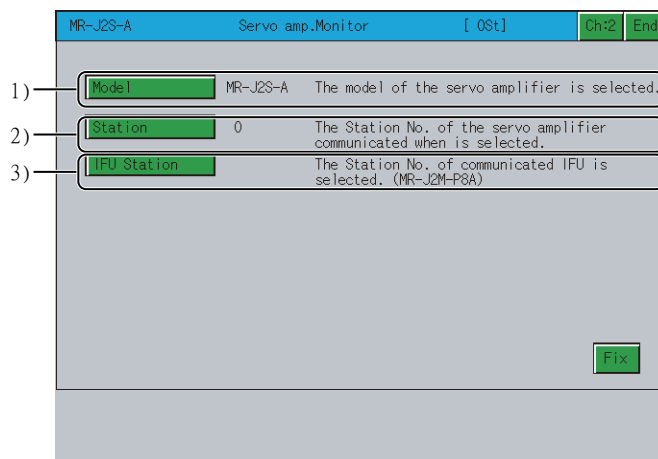 MR-J2S-A Servo amp.Monitor [ 0St] Ch:2 End
1) Model MR-J2S-A The model of the servo amplifier is selected.
2) Station 0 The Station No. of the servo amplifier
communicated when is selected.
3) IFU Station The Station No. of communicated IFU is
selected. (MR-J2M-P8A)
Fix